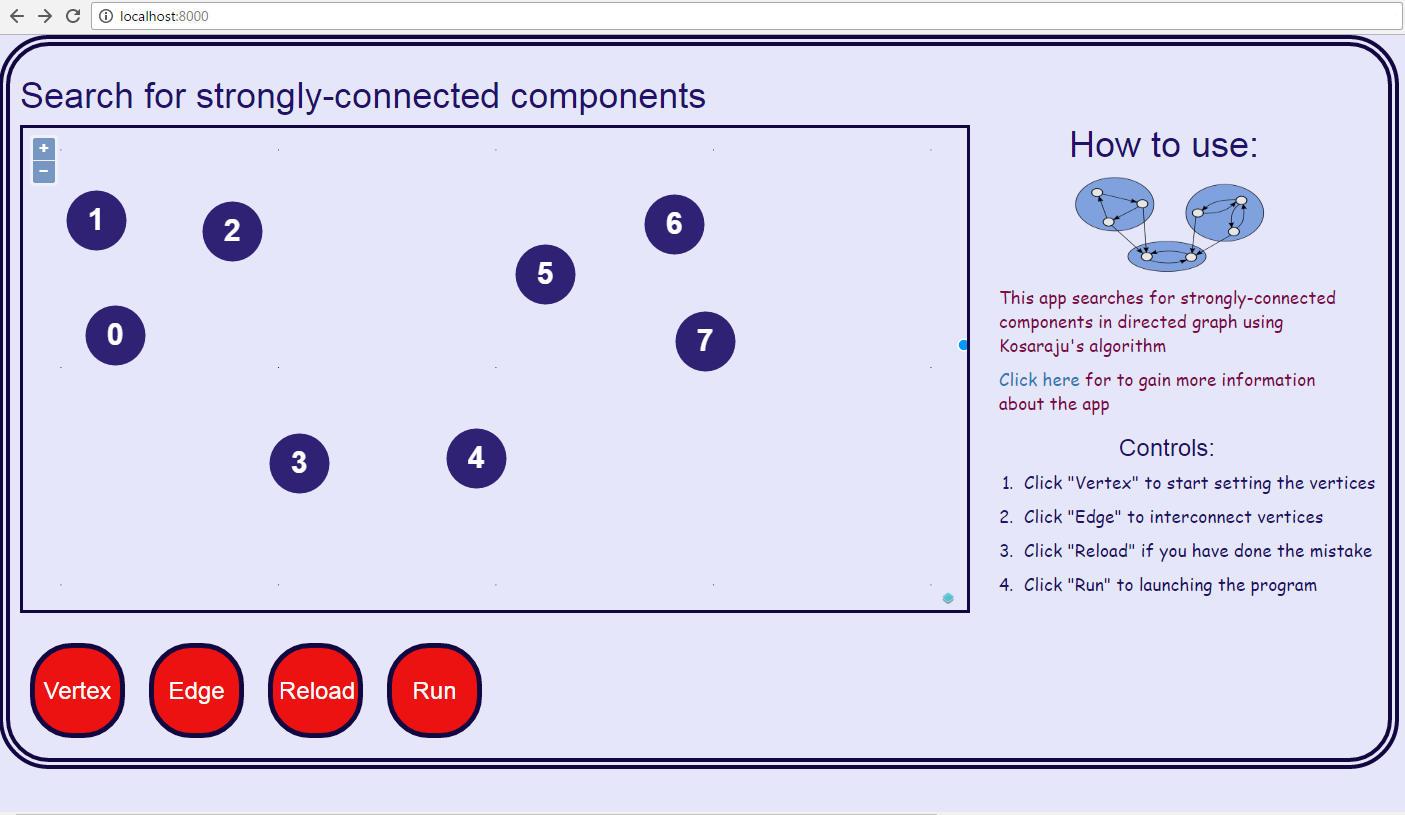 localhost:8000
Search for strongly-connected components
+
−
1
2
6
5
0
7
3
4
Vertex
Edge
Reload
Run
How to use:
This app searches for strongly-connected
components in directed graph using
Kosaraju's algorithm
Click here for to gain more information
about the app
Controls:
1. Click "Vertex" to start setting the vertices
2. Click "Edge" to interconnect vertices
3. Click "Reload" if you have done the mistake
4. Click "Run" to launching the program